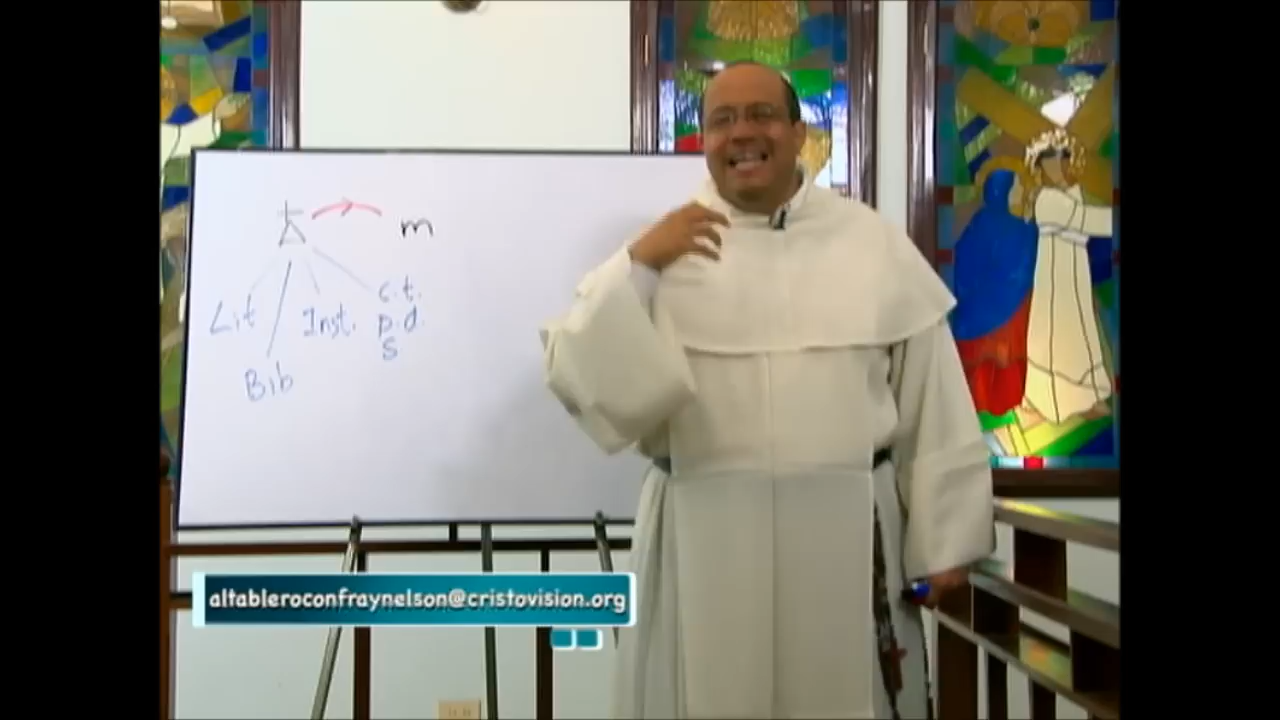 m
c.t.
Lit Inst. p.d.
S
Bib
altableroconfraynelson@cristovision.org